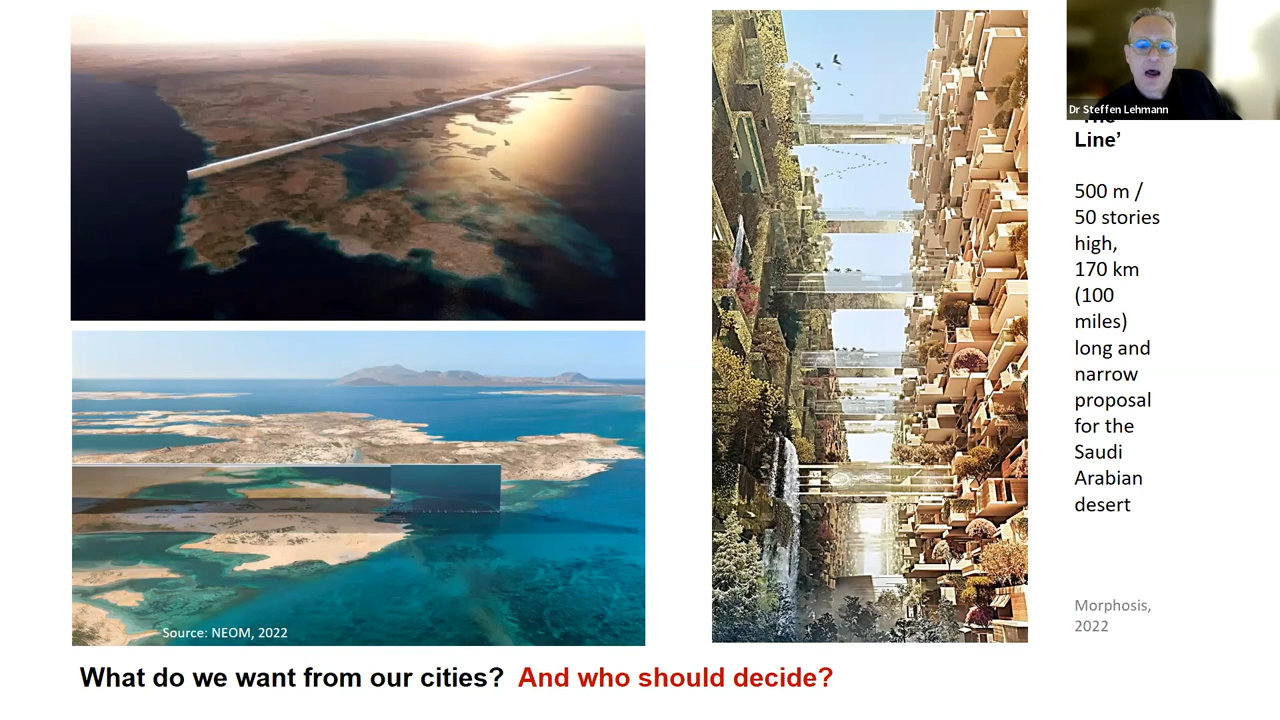 Dr Steffen Lehmann
Line’
500 m /
50 stories
high,
170 km
(100
miles)
long and
narrow
proposal
for the
Saudi
Arabian
desert
Morphosis,
2022
Source: NEOM, 2022
What do we want from our cities? And who should decide?